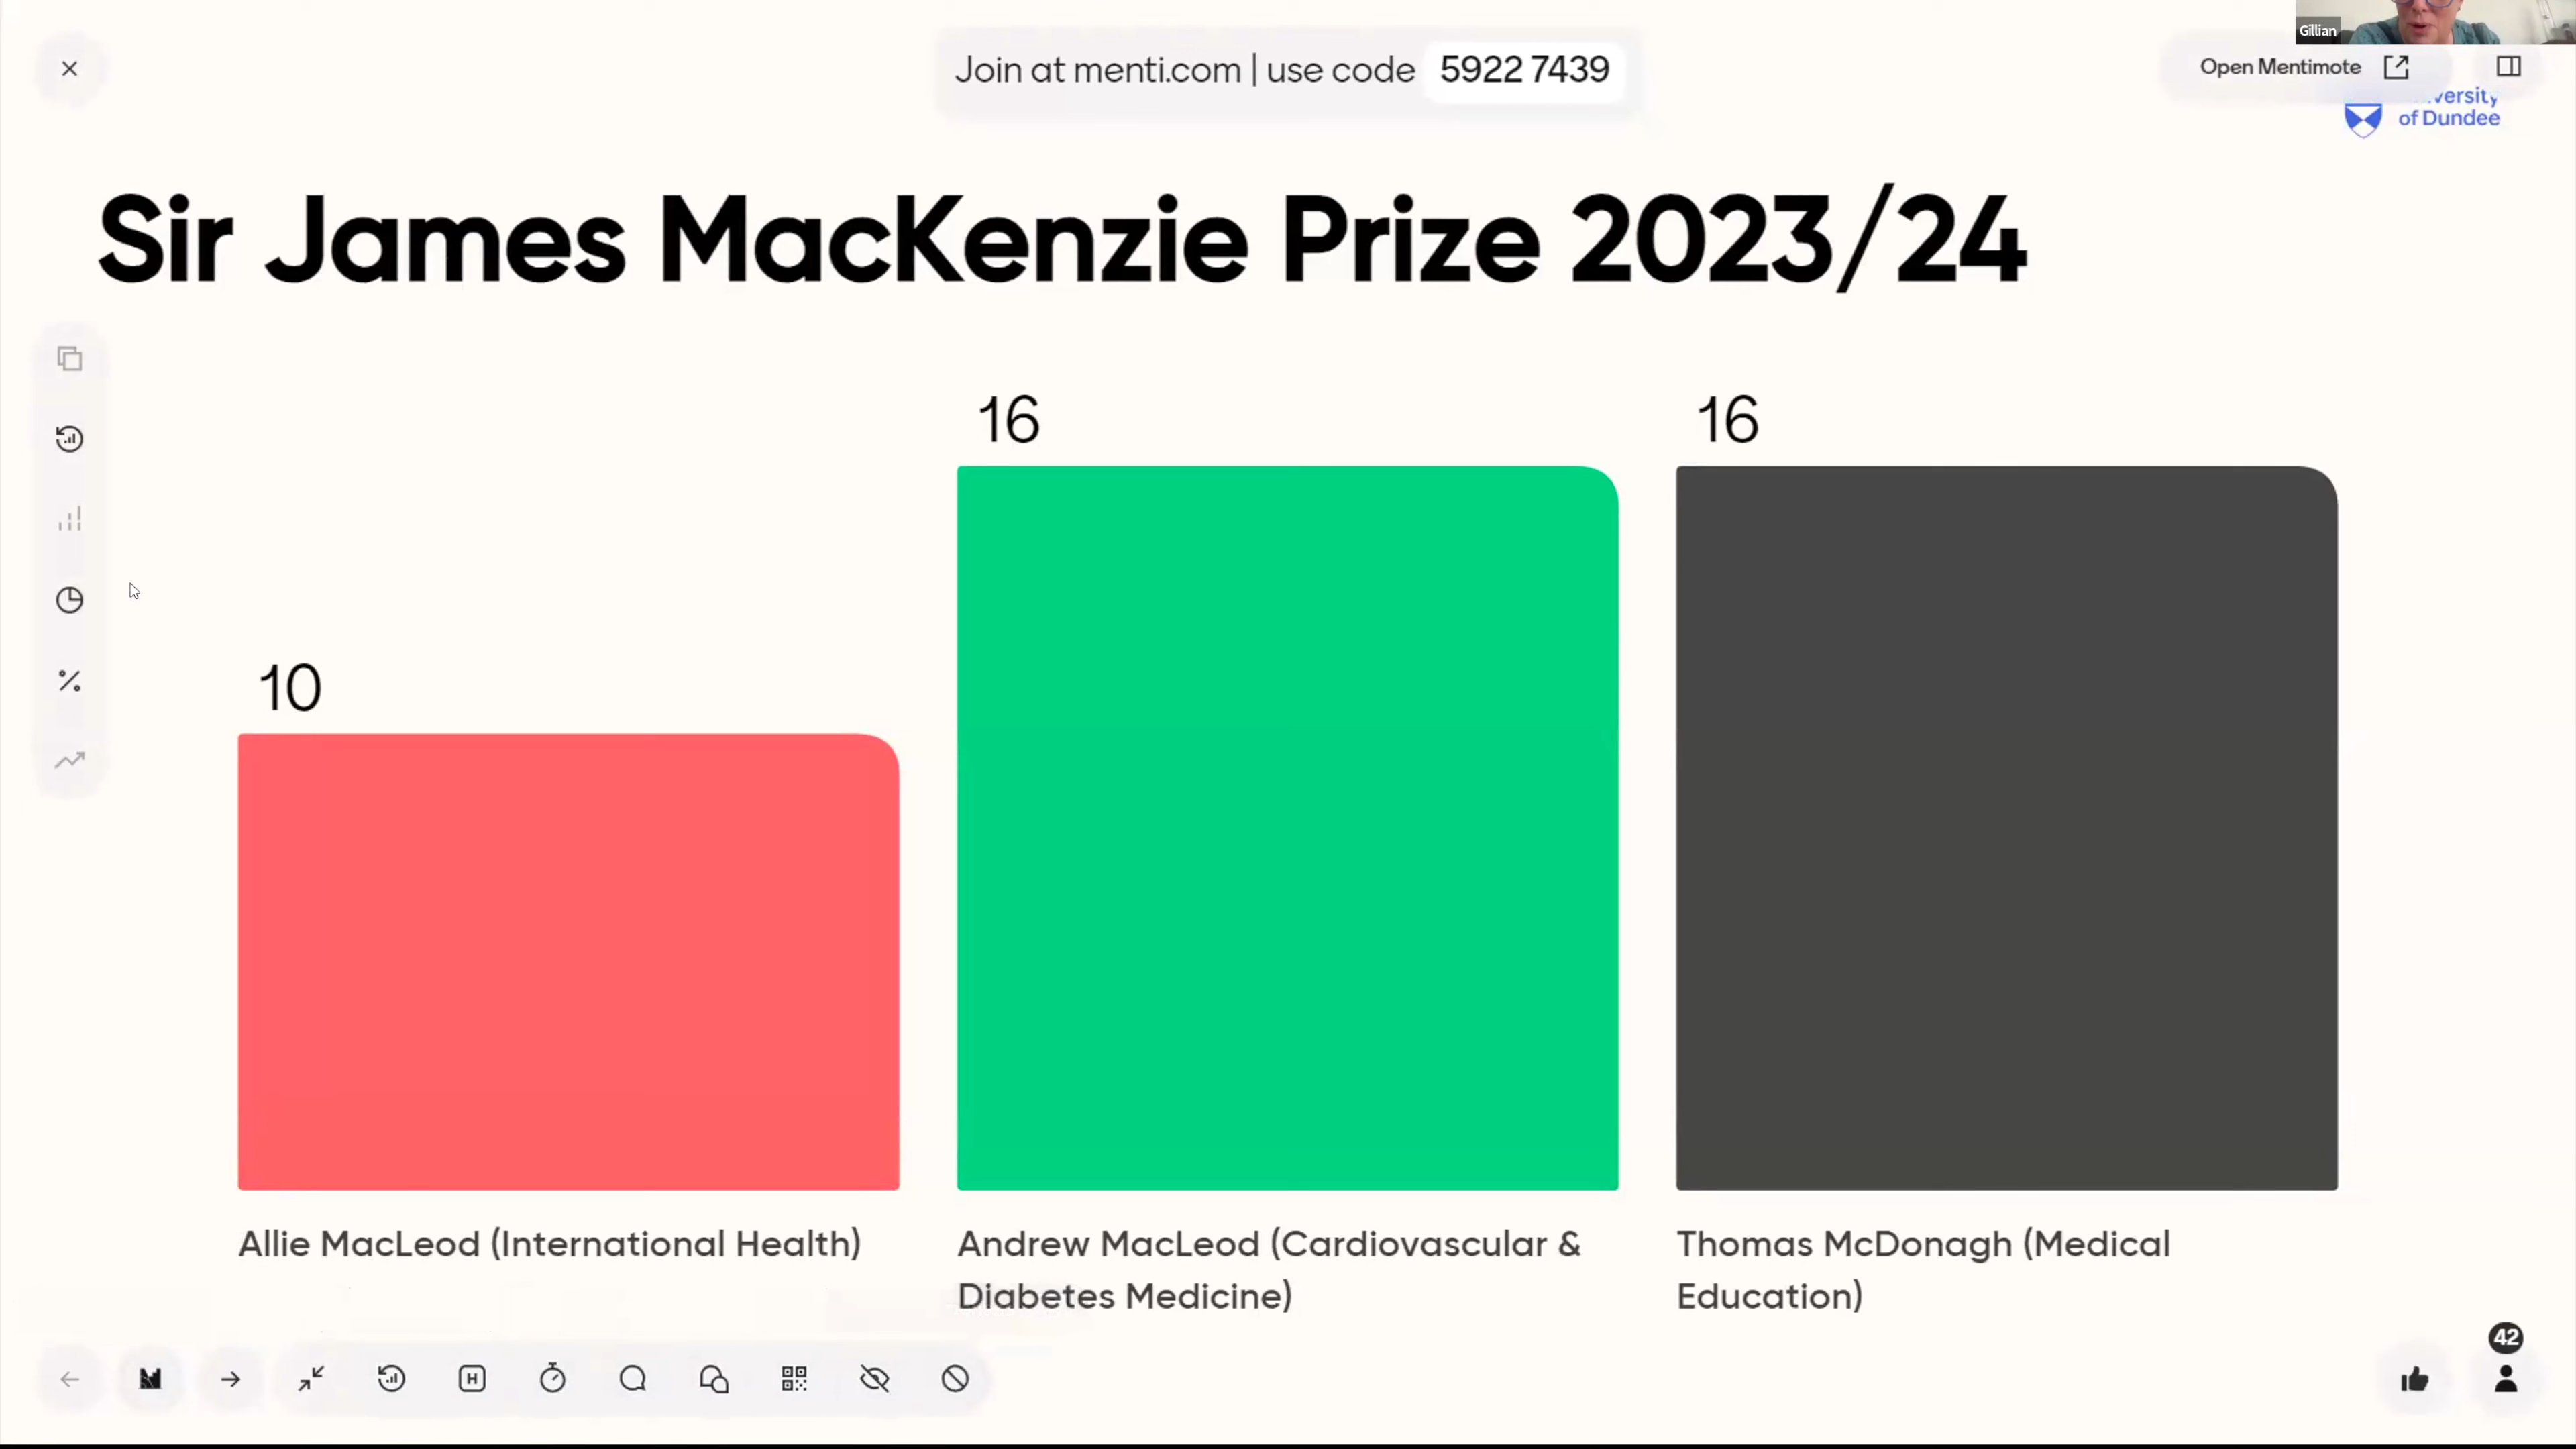 Gillian
Join at menti.com | use code 5922 7439
Open Mentimote
of Dundee
Sir James MacKenzie Prize 2023/24
10
16
16
Allie MacLeod (International Health)
Andrew MacLeod (Cardiovascular &
Diabetes Medicine)
Thomas McDonagh (Medical
Education)
42